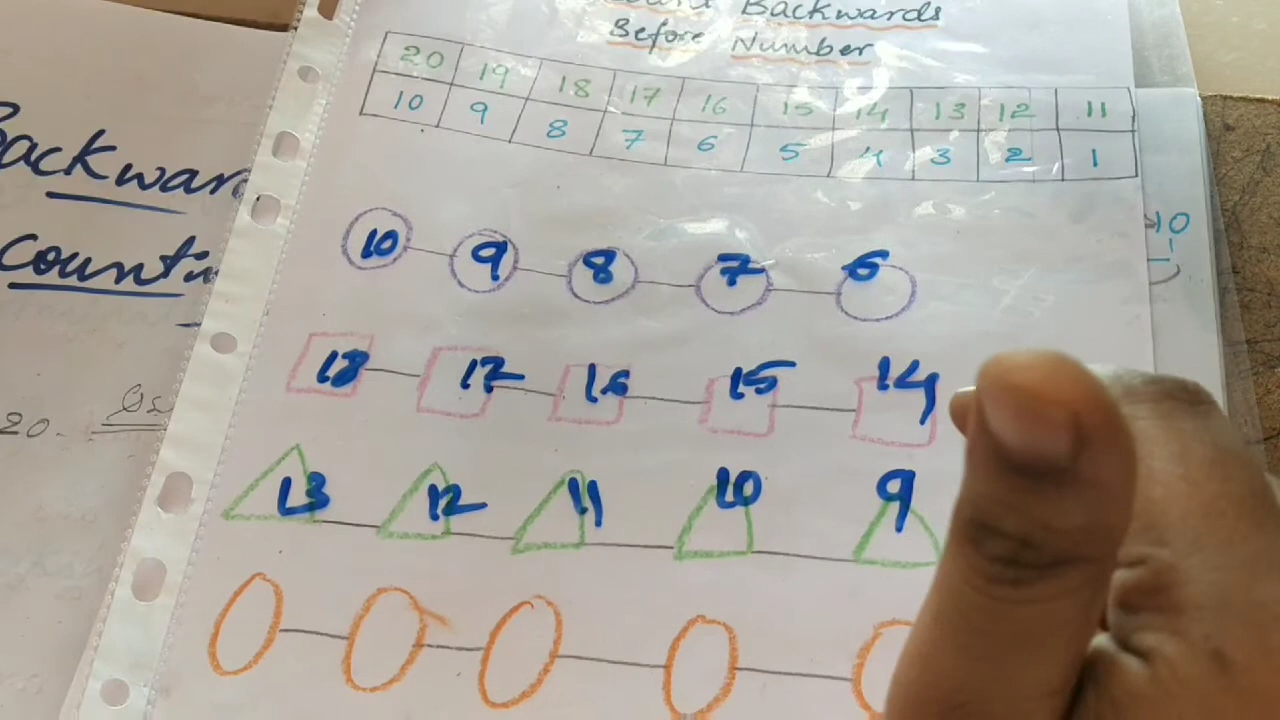 Backwards
Before Number
20 19 18 17 16 15 14 13 12 11
10 9 8 7 6 5 4 3 2 1
10 9 8 7 6
18 17 16 15 14
13 12 11 10 9
Backwar
Countin
20.
10